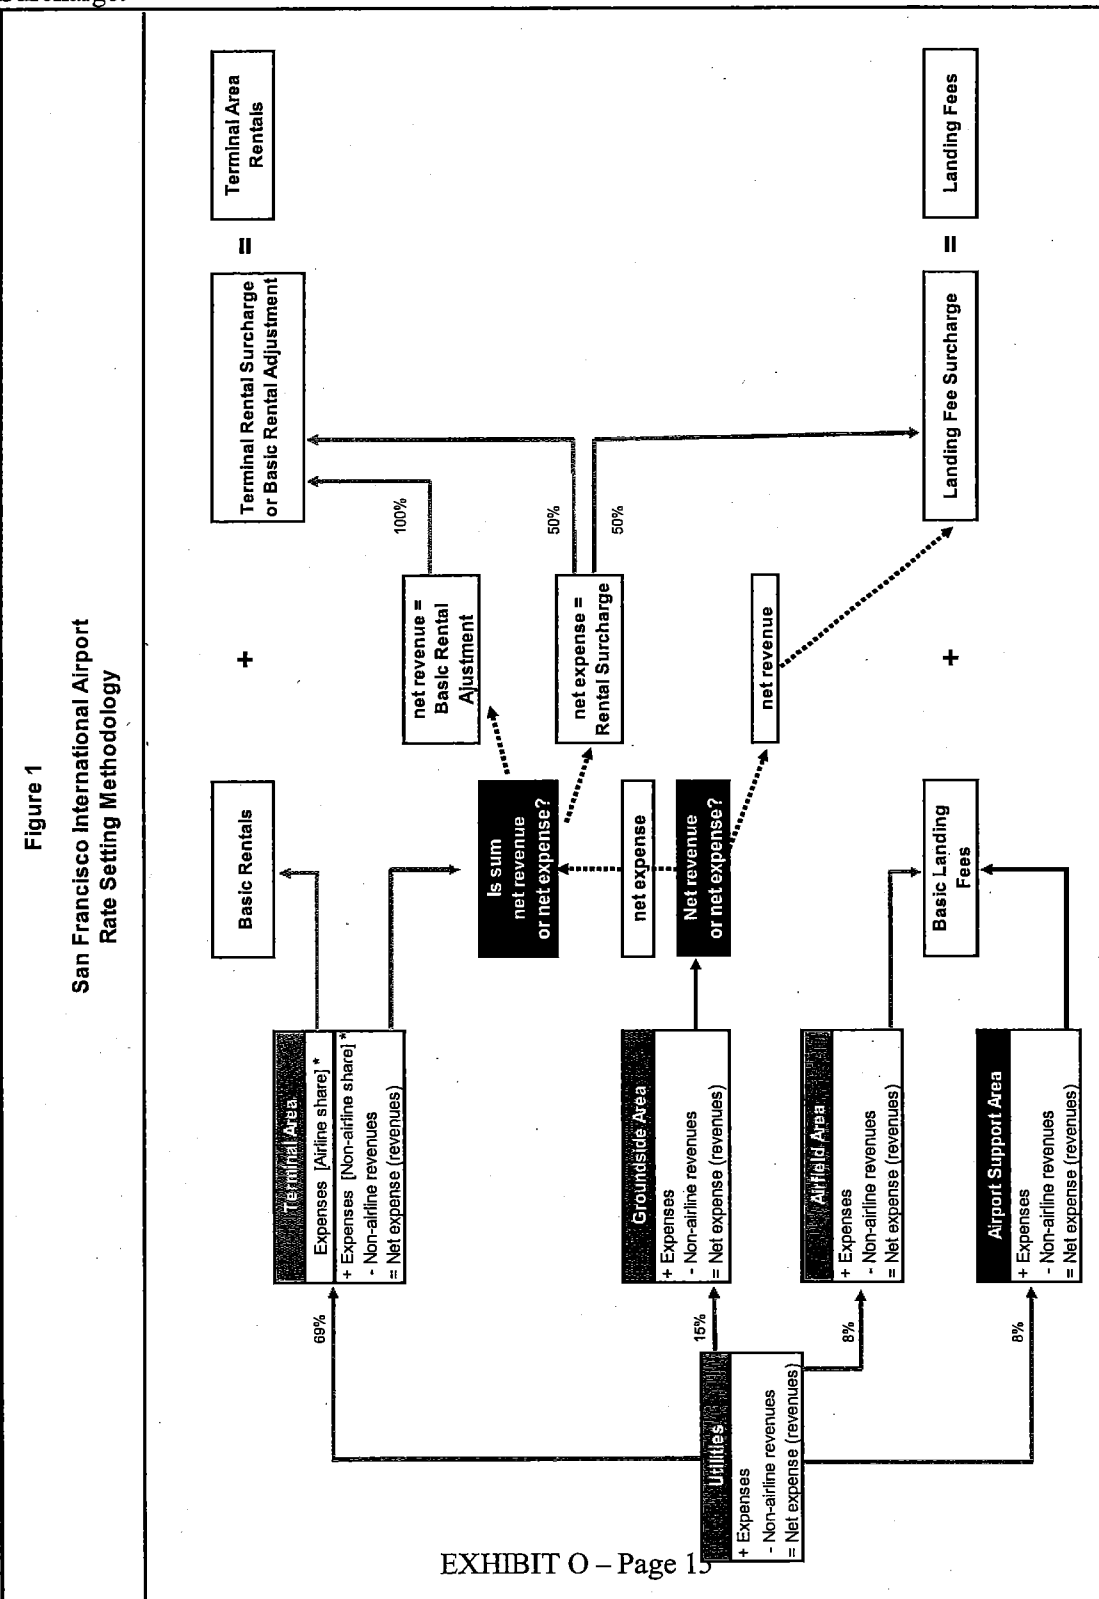 Figure 1
San Francisco International Airport
Rate Setting Methodology
Utilities
+ Expenses
- Non-airline revenues
= Net expense (revenues)
69%
15%
8%
8%
Terminal Area
Expenses [Airline share] *
+ Expenses [Non-airline share] *
- Non-airline revenues
= Net expense (revenues)
Groundside Area
+ Expenses
- Non-airline revenues
= Net expense (revenues)
Airfield Area
+ Expenses
- Non-airline revenues
= Net expense (revenues)
Airport Support Area
+ Expenses
- Non-airline revenues
= Net expense (revenues)
Basic Rentals
Is sum
net revenue
or net expense?
net expense
Net revenue
or net expense?
Basic Landing
Fees
+
net revenue =
Basic Rental
Ajustment
net expense =
Rental Surcharge
net revenue
+
100%
50%
50%
Terminal Rental Surcharge
or Basic Rental Adjustment
Landing Fee Surcharge
=
=
Terminal Area
Rentals
Landing Fees
EXHIBIT O – Page 15